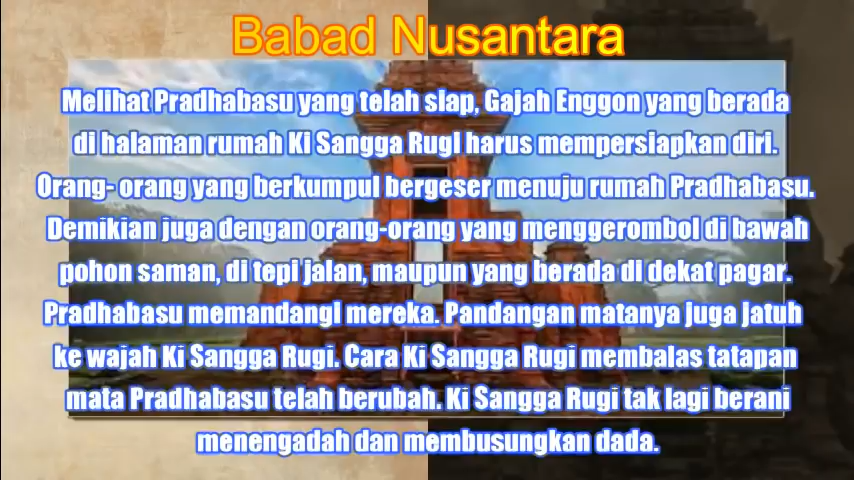 Babad Nusantara
Melihat Pradhabasu yang telah siap, Gajah Enggon yang berada
di halaman rumah Ki Sangga Rugi harus mempersiapkan diri.
Orang- orang yang berkumpul bergeser menuju rumah Pradhabasu.
Demikian juga dengan orang-orang yang menggerombol di bawah
pohon saman, di tepi jalan, maupun yang berada di dekat pagar.
Pradhabasu memandangi mereka. Pandangan matanya juga jatuh
ke wajah Ki Sangga Rugi. Cara Ki Sangga Rugi membalas tatapan
mata Pradhabasu telah berubah. Ki Sangga Rugi tak lagi berani
menengadah dan membusungkan dada.